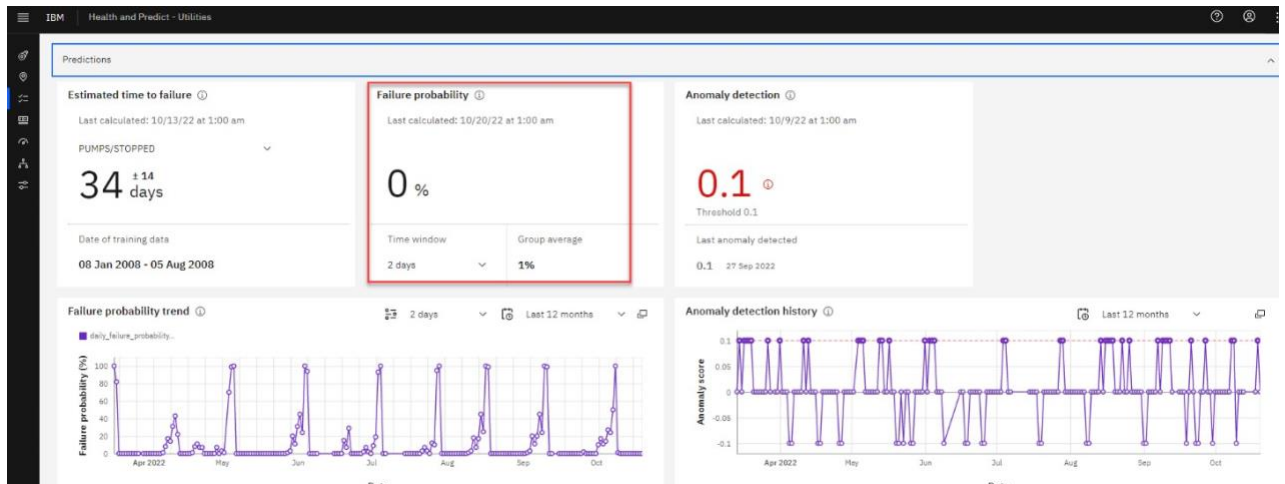 IBM Health and Predict - Utilities
Predictions
Estimated time to failure
Last calculated: 10/13/22 at 1:00 am
PUMPS/STOPPED
34 ± 14 days
Date of training data
08 Jan 2008 - 05 Aug 2008
Failure probability
Last calculated: 10/20/22 at 1:00 am
0 %
Time window
2 days
Group average
1%
Anomaly detection
Last calculated: 10/9/22 at 1:00 am
0.1
Threshold 0.1
Last anomaly detected
0.1 27 Sep 2022
Failure probability trend
2 days
Last 12 months
daily_failure_probability..
Failure probability (%)
100
80
60
40
20
0
Apr 2022 May Jun Jul Aug Sep Oct
Anomaly detection history
Last 12 months
Anomaly score
0.1
0.05
0
-0.05
-0.1
Apr 2022 May Jun Jul Aug Sep Oct